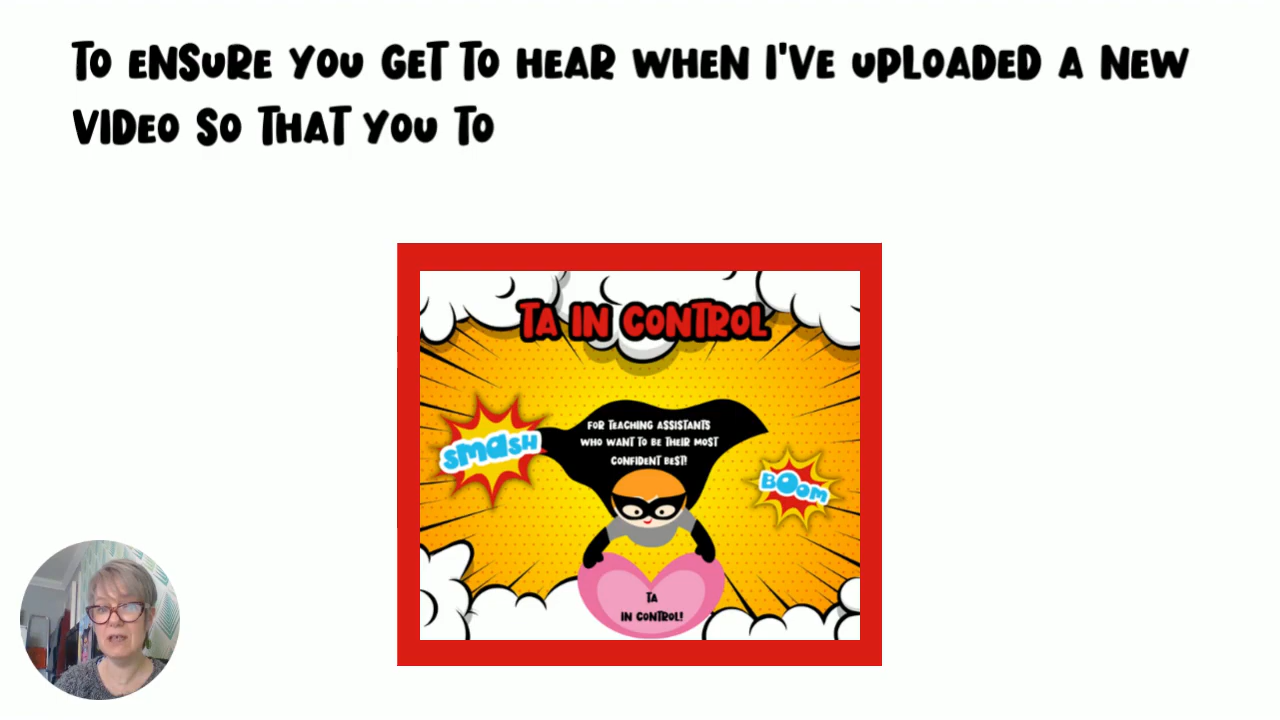 TO ENSURE YOU GET TO HEAR WHEN I'VE UPLOADED A NEW
VIDEO SO THAT YOU TO
TA IN CONTROL
FOR TEACHING ASSISTANTS
WHO WANT TO BE THEIR MOST
CONFIDENT BEST!
SMASH
BOOM
TA
IN CONTROL!